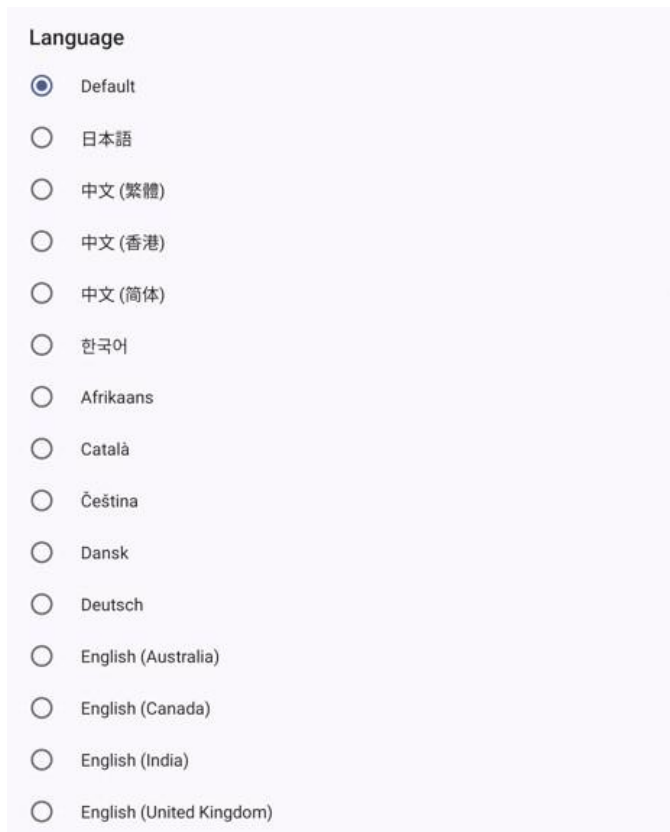 Language
Default
日本語
中文 (繁體)
中文 (香港)
中文 (简体)
한국어
Afrikaans
Català
Čeština
Dansk
Deutsch
English (Australia)
English (Canada)
English (India)
English (United Kingdom)